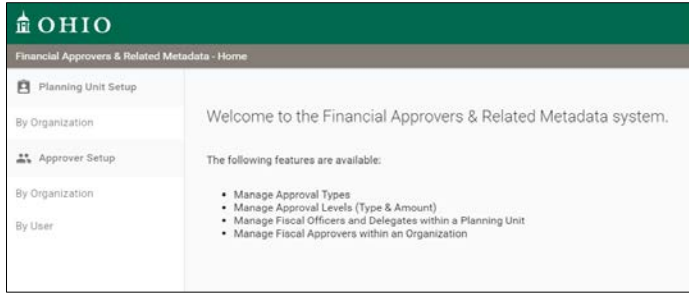 OHIO
Financial Approvers & Related Metadata - Home
Planning Unit Setup
By Organization
Approver Setup
By Organization
By User
Welcome to the Financial Approvers & Related Metadata system.
The following features are available:
• Manage Approval Types
• Manage Approval Levels (Type & Amount)
• Manage Fiscal Officers and Delegates within a Planning Unit
• Manage Fiscal Approvers within an Organization